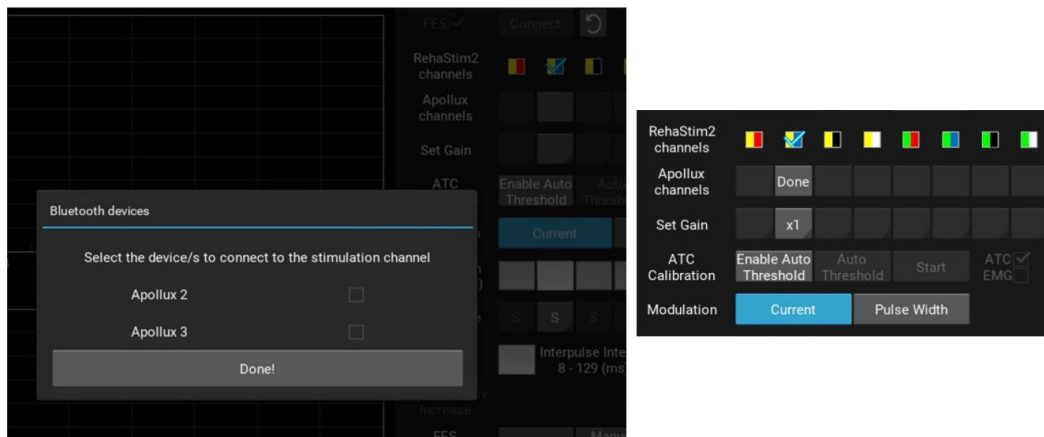 FES
Connect
RehaStim2
channels
Apollux
channels
Set Gain
ATC
Enable Auto
Threshold
Auto
Current
Bluetooth devices
Select the device/s to connect to the stimulation channel
Apollux 2
Apollux 3
Done!
S S S
Interpulse Inte
8 - 129 (ms
Increase
FES
Manu
RehaStim2
channels
Apollux
channels
Done
Set Gain
x1
ATC
Calibration
Enable Auto
Threshold
Auto
Threshold
Start
ATC
EMG
Modulation
Current
Pulse Width